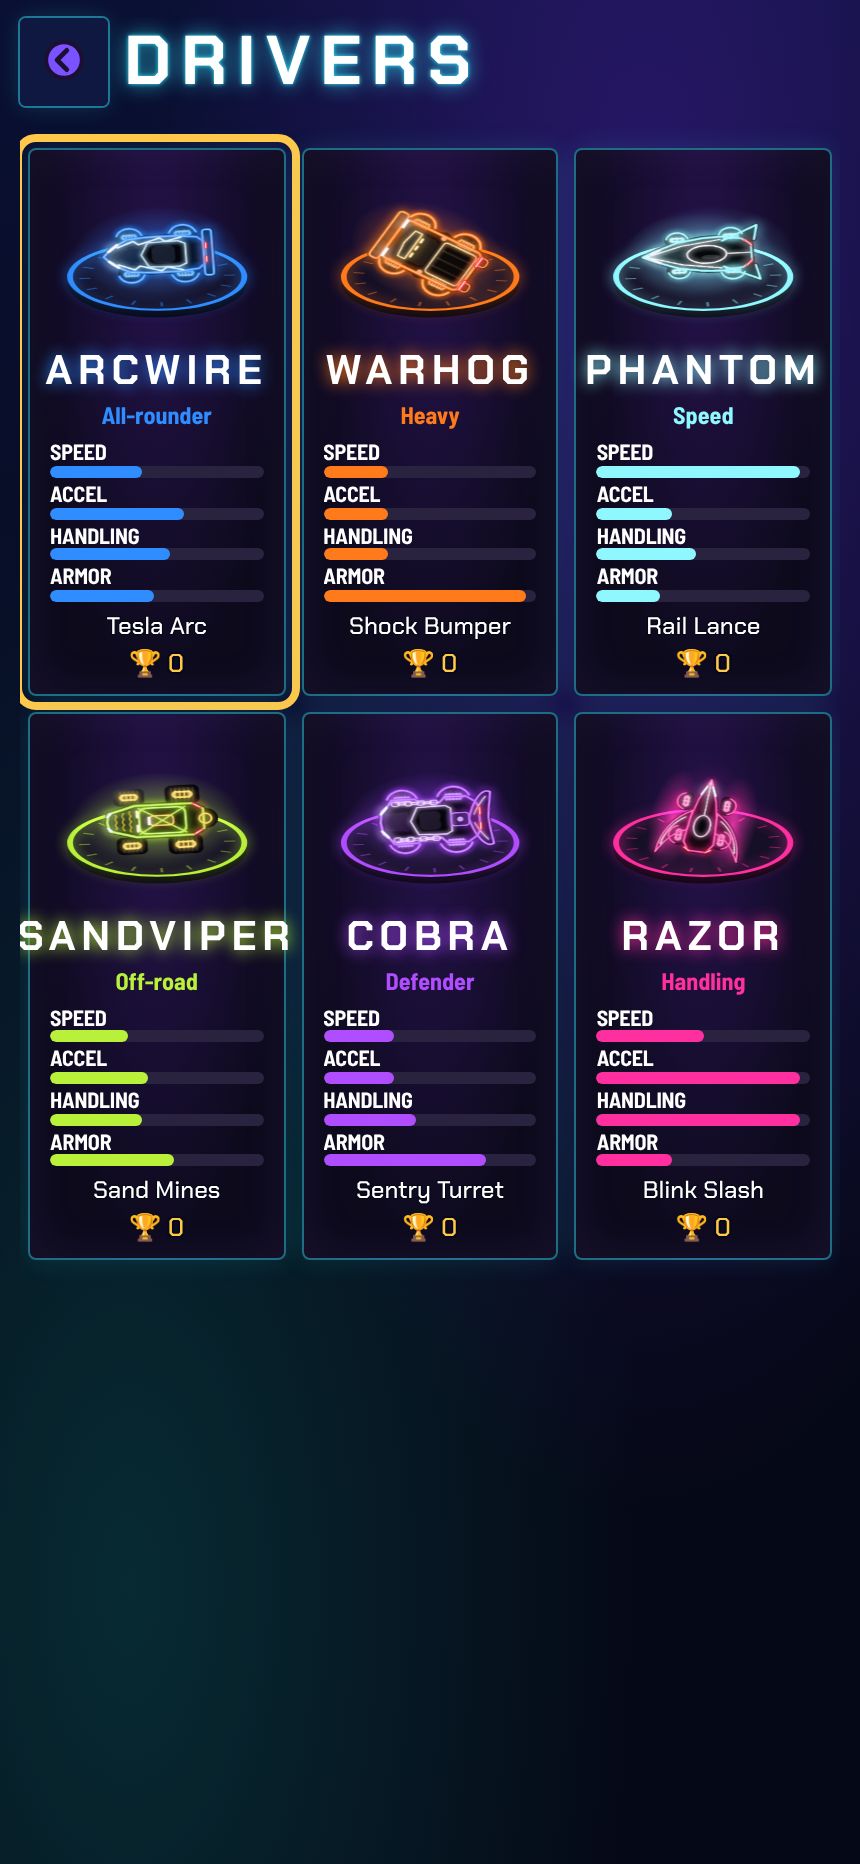 DRIVERS
ARCWIRE
All-rounder
SPEED
ACCEL
HANDLING
ARMOR
Tesla Arc
🏆 0
WARHOG
Heavy
SPEED
ACCEL
HANDLING
ARMOR
Shock Bumper
🏆 0
PHANTOM
Speed
SPEED
ACCEL
HANDLING
ARMOR
Rail Lance
🏆 0
SANDVIPER
Off-road
SPEED
ACCEL
HANDLING
ARMOR
Sand Mines
🏆 0
COBRA
Defender
SPEED
ACCEL
HANDLING
ARMOR
Sentry Turret
🏆 0
RAZOR
Handling
SPEED
ACCEL
HANDLING
ARMOR
Blink Slash
🏆 0